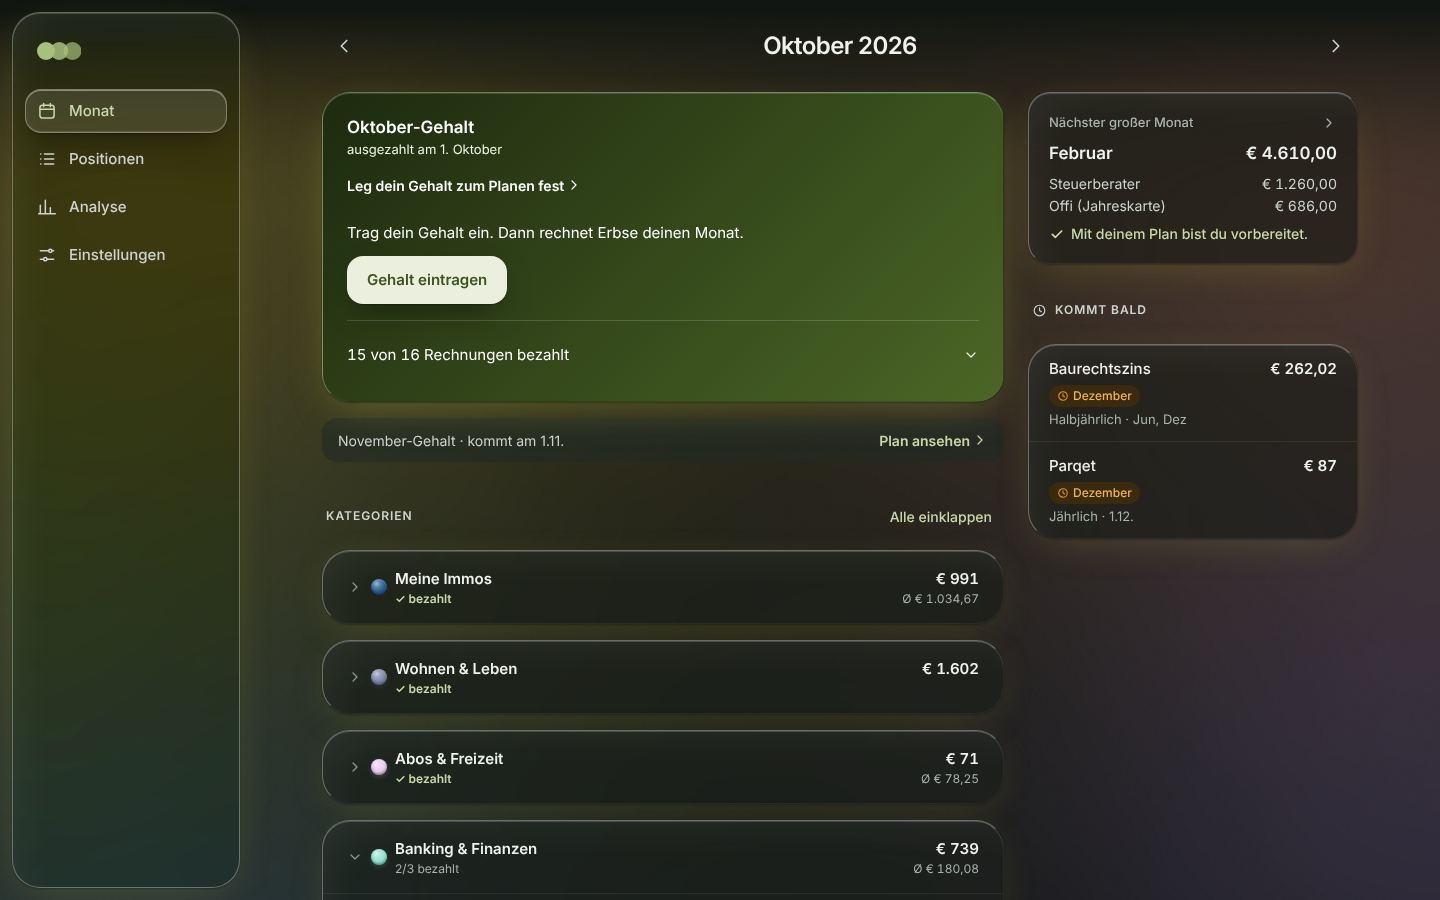 Monat
Positionen
Analyse
Einstellungen
Oktober 2026
Oktober-Gehalt
ausgezahlt am 1. Oktober
Leg dein Gehalt zum Planen fest
Trag dein Gehalt ein. Dann rechnet Erbse deinen Monat.
Gehalt eintragen
15 von 16 Rechnungen bezahlt
November-Gehalt · kommt am 1.11.
Plan ansehen
KATEGORIEN
Alle einklappen
Meine Immos
€ 991
✓ bezahlt
Ø € 1.034,67
Wohnen & Leben
€ 1.602
✓ bezahlt
Abos & Freizeit
€ 71
✓ bezahlt
Ø € 78,25
Banking & Finanzen
€ 739
2/3 bezahlt
Ø € 180,08
Nächster großer Monat
Februar
€ 4.610,00
Steuerberater
€ 1.260,00
Offi (Jahreskarte)
€ 686,00
✓ Mit deinem Plan bist du vorbereitet.
KOMMT BALD
Baurechtszins
€ 262,02
Dezember
Halbjährlich · Jun, Dez
Parqet
€ 87
Dezember
Jährlich · 1.12.